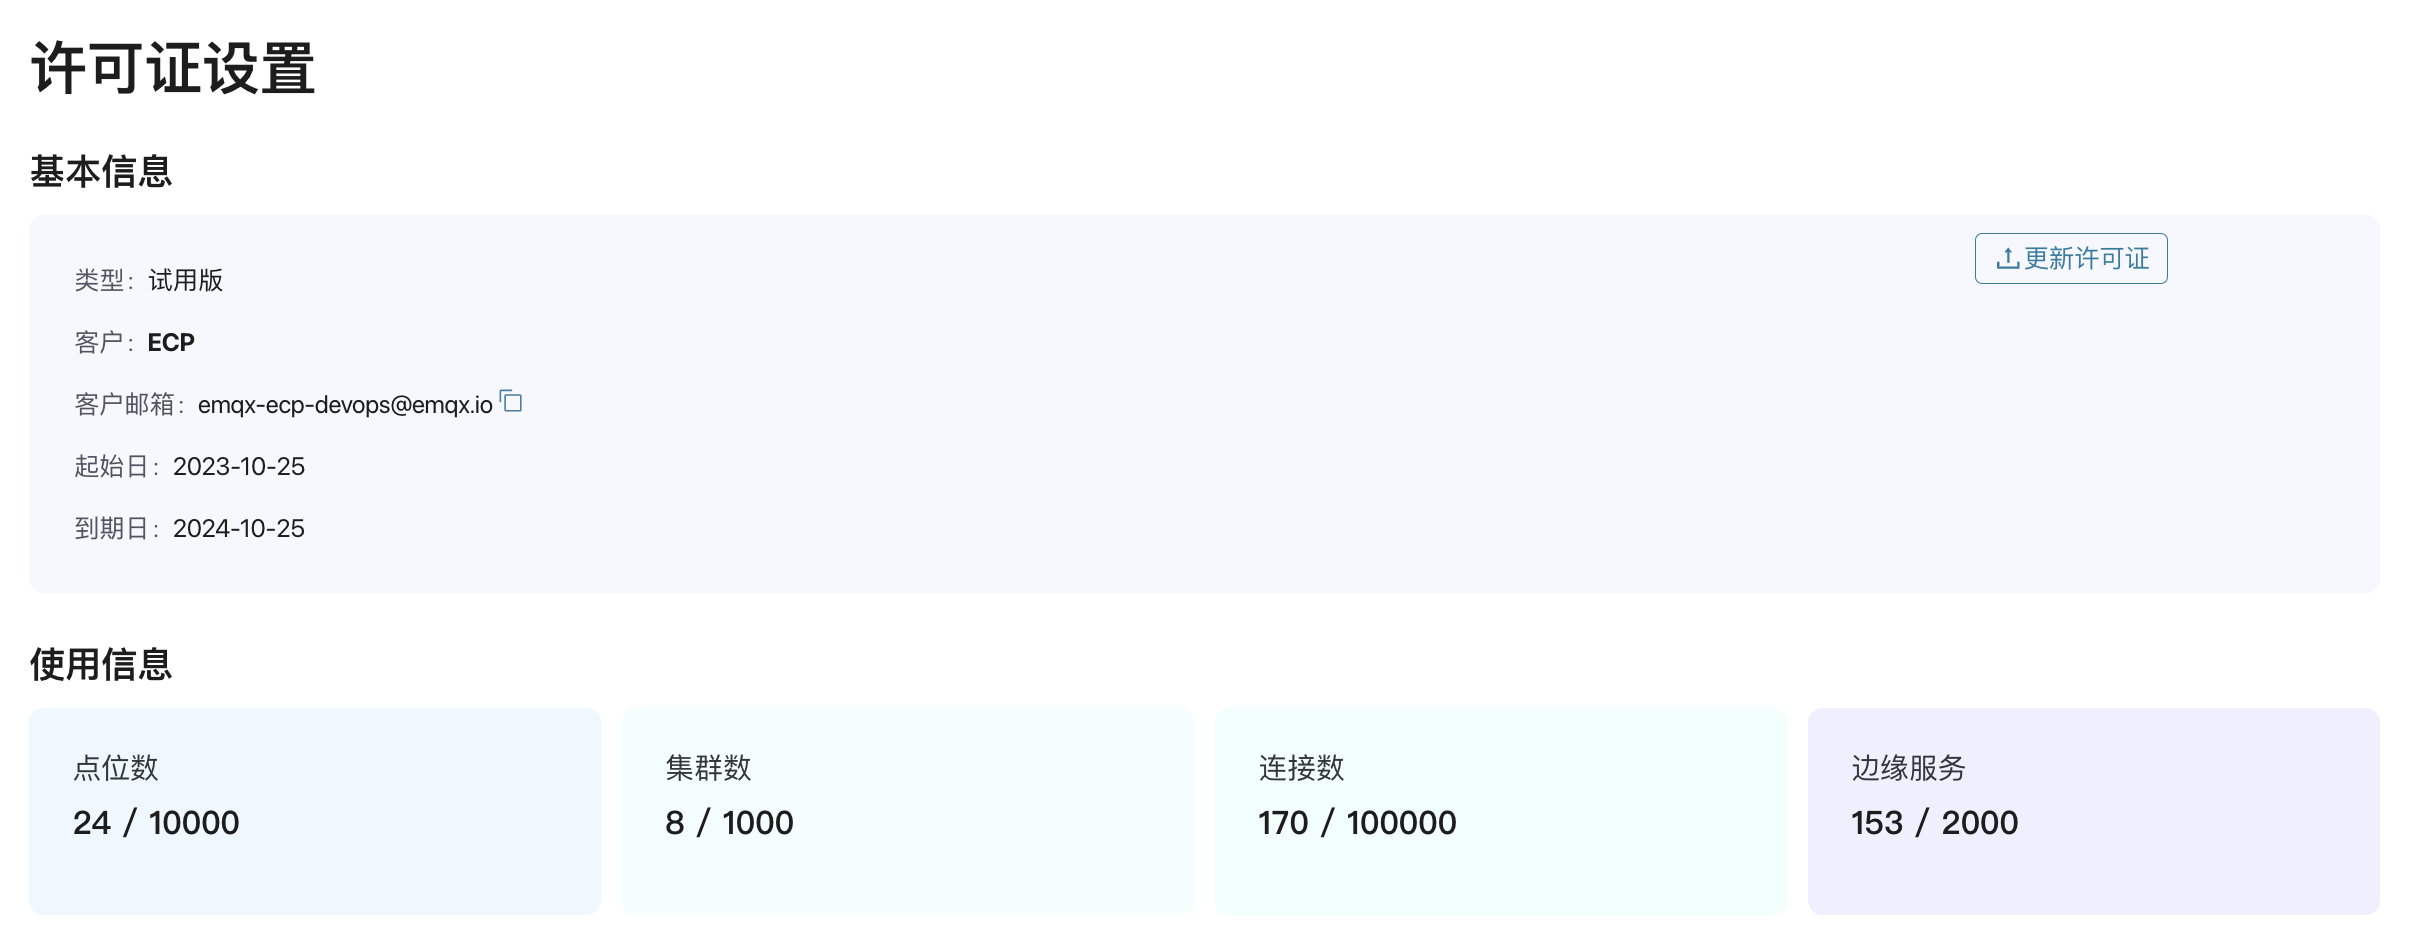 许可证设置
基本信息
更新许可证
类型：试用版
客户：ECP
客户邮箱：emqx-ecp-devops@emqx.io
起始日：2023-10-25
到期日：2024-10-25
使用信息
点位数
24 / 10000
集群数
8 / 1000
连接数
170 / 100000
边缘服务
153 / 2000